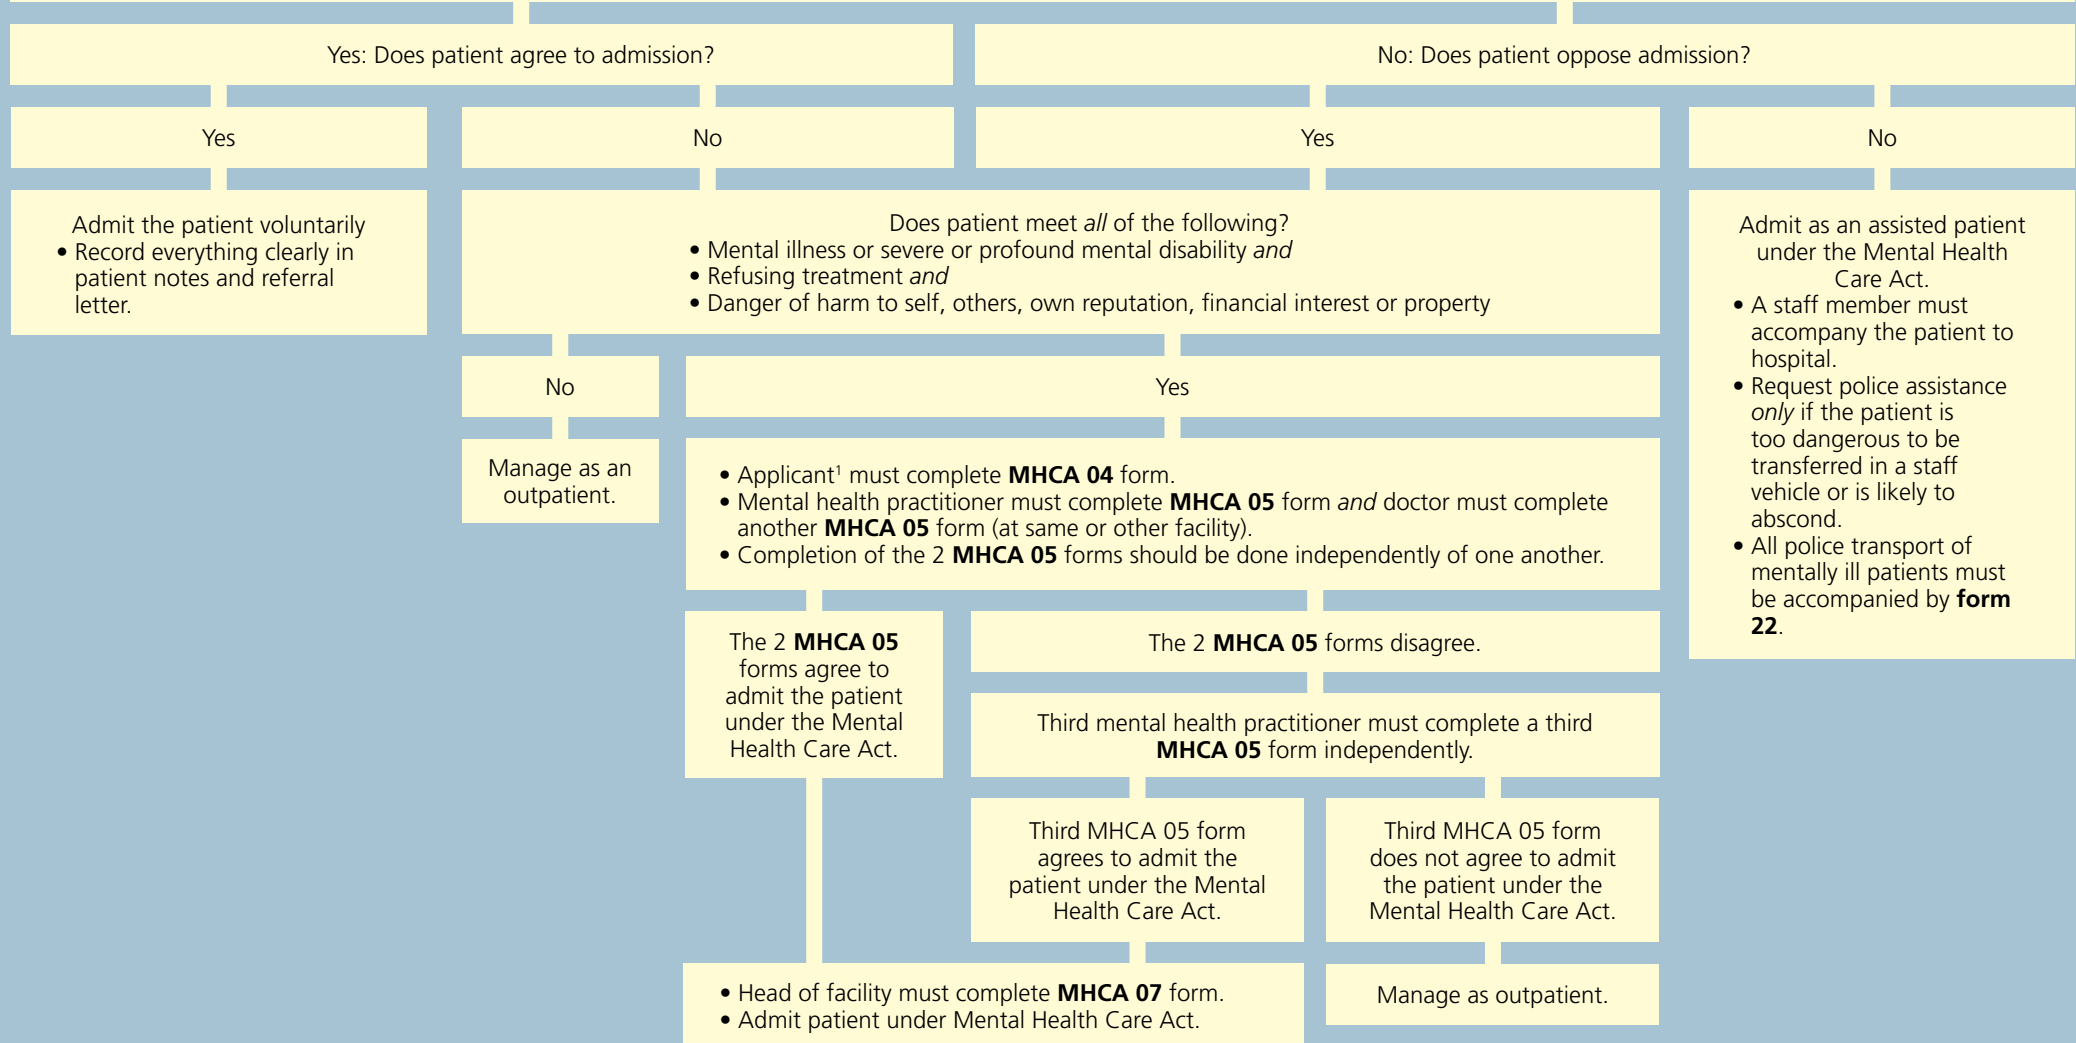 Yes: Does patient agree to admission?
No: Does patient oppose admission?
Yes
No
Yes
No
Admit the patient voluntarily
• Record everything clearly in
patient notes and referral
letter.
Does patient meet all of the following?
• Mental illness or severe or profound mental disability and
• Refusing treatment and
• Danger of harm to self, others, own reputation, financial interest or property
Admit as an assisted patient
under the Mental Health
Care Act.
• A staff member must
accompany the patient to
hospital.
• Request police assistance
only if the patient is
too dangerous to be
transferred in a staff
vehicle or is likely to
abscond.
• All police transport of
mentally ill patients must
be accompanied by form
22.
No
Yes
Manage as an
outpatient.
• Applicant¹ must complete MHCA 04 form.
• Mental health practitioner must complete MHCA 05 form and doctor must complete
another MHCA 05 form (at same or other facility).
• Completion of the 2 MHCA 05 forms should be done independently of one another.
The 2 MHCA 05
forms agree to
admit the patient
under the Mental
Health Care Act.
The 2 MHCA 05 forms disagree.
Third mental health practitioner must complete a third
MHCA 05 form independently.
Third MHCA 05 form
agrees to admit the
patient under the Mental
Health Care Act.
Third MHCA 05 form
does not agree to admit
the patient under the
Mental Health Care Act.
• Head of facility must complete MHCA 07 form.
• Admit patient under Mental Health Care Act.
Manage as outpatient.